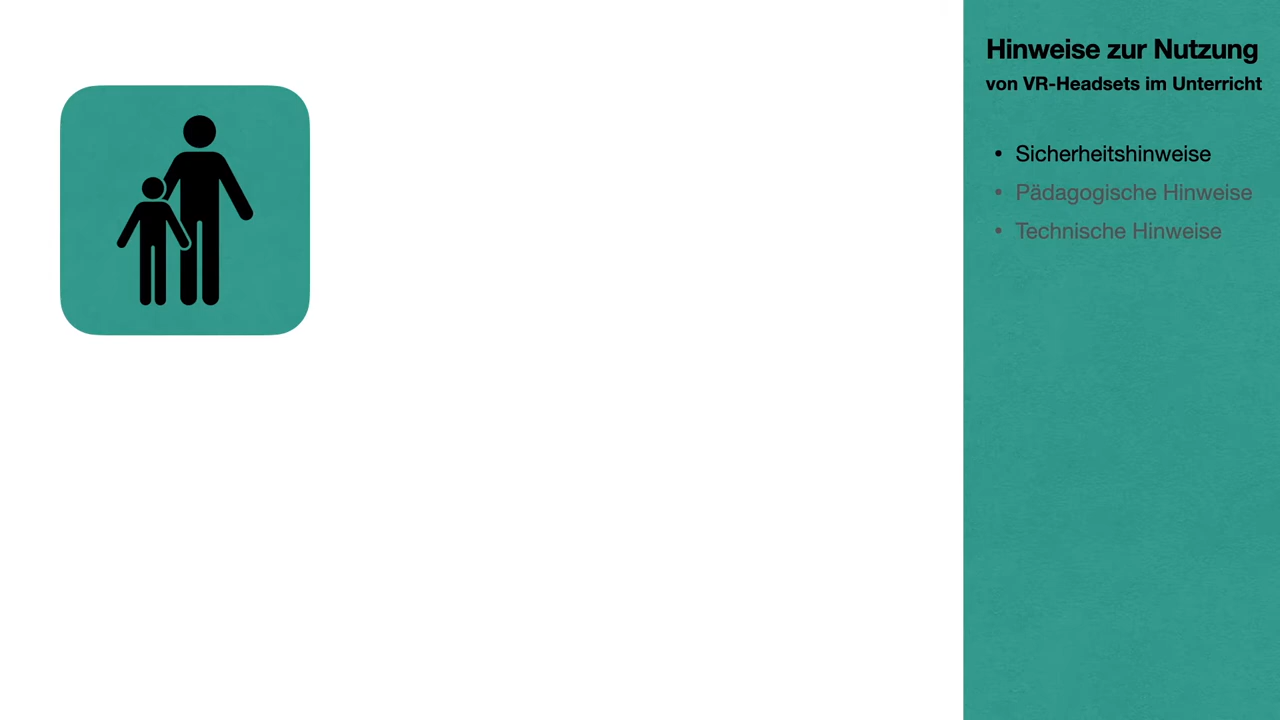 Hinweise zur Nutzung
von VR-Headsets im Unterricht
• Sicherheitshinweise
• Pädagogische Hinweise
• Technische Hinweise